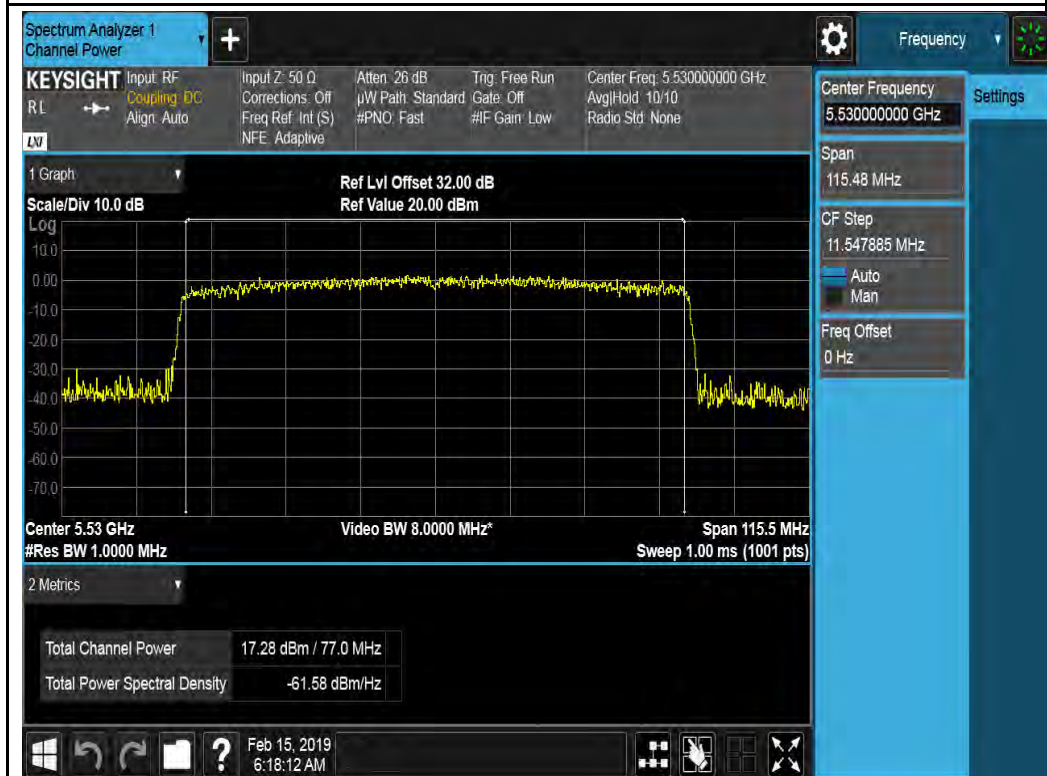 Spectrum Analyzer 1
Channel Power
Frequency
KEYSIGHT
RL
LXI
Input: RF
Coupling: DC
Align: Auto
Input Z: 50 Ω
Corrections: Off
Freq Ref: Int (S)
NFE: Adaptive
Atten: 26 dB
µW Path: Standard
#PNO: Fast
Trig: Free Run
Gate: Off
#IF Gain: Low
Center Freq: 5.530000000 GHz
Avg|Hold: 10/10
Radio Std: None
Center Frequency
5.530000000 GHz
Settings
Span
115.48 MHz
CF Step
11.547885 MHz
Auto
Man
Freq Offset
0 Hz
1 Graph
Scale/Div 10.0 dB
Ref Lvl Offset 32.00 dB
Ref Value 20.00 dBm
Log
10.0
0.00
-10.0
-20.0
-30.0
-40.0
-50.0
-60.0
-70.0
Center 5.53 GHz
#Res BW 1.0000 MHz
Video BW 8.0000 MHz*
Span 115.5 MHz
Sweep 1.00 ms (1001 pts)
2 Metrics
Total Channel Power 17.28 dBm / 77.0 MHz
Total Power Spectral Density -61.58 dBm/Hz
?
Feb 15, 2019
6:18:12 AM